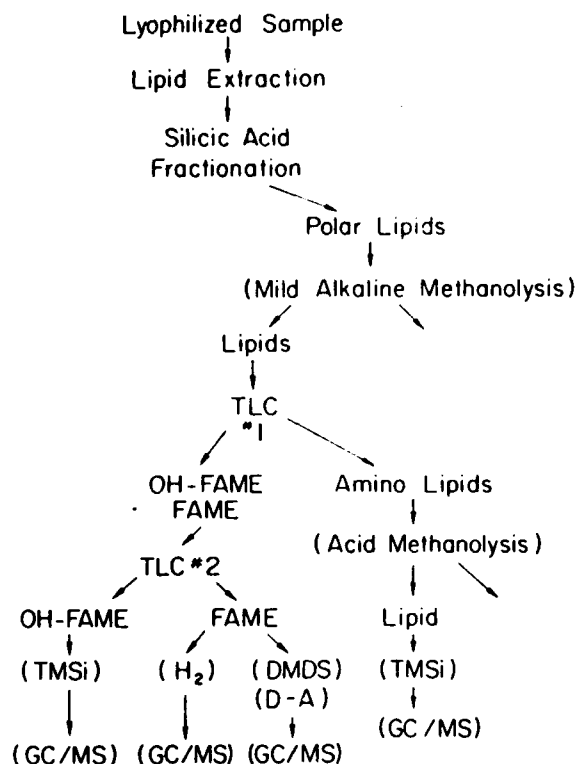 Lyophilized Sample
Lipid Extraction
Silicic Acid
Fractionation
Polar Lipids
(Mild Alkaline Methanolysis)
Lipids
TLC
#1
OH-FAME
FAME
Amino Lipids
(Acid Methanolysis)
TLC #2
OH-FAME
FAME
Lipid
(TMSi)
(H₂)
(DMDS)
(D-A)
(TMSi)
(GC/MS)
(GC/MS)
(GC/MS)
(GC/MS)